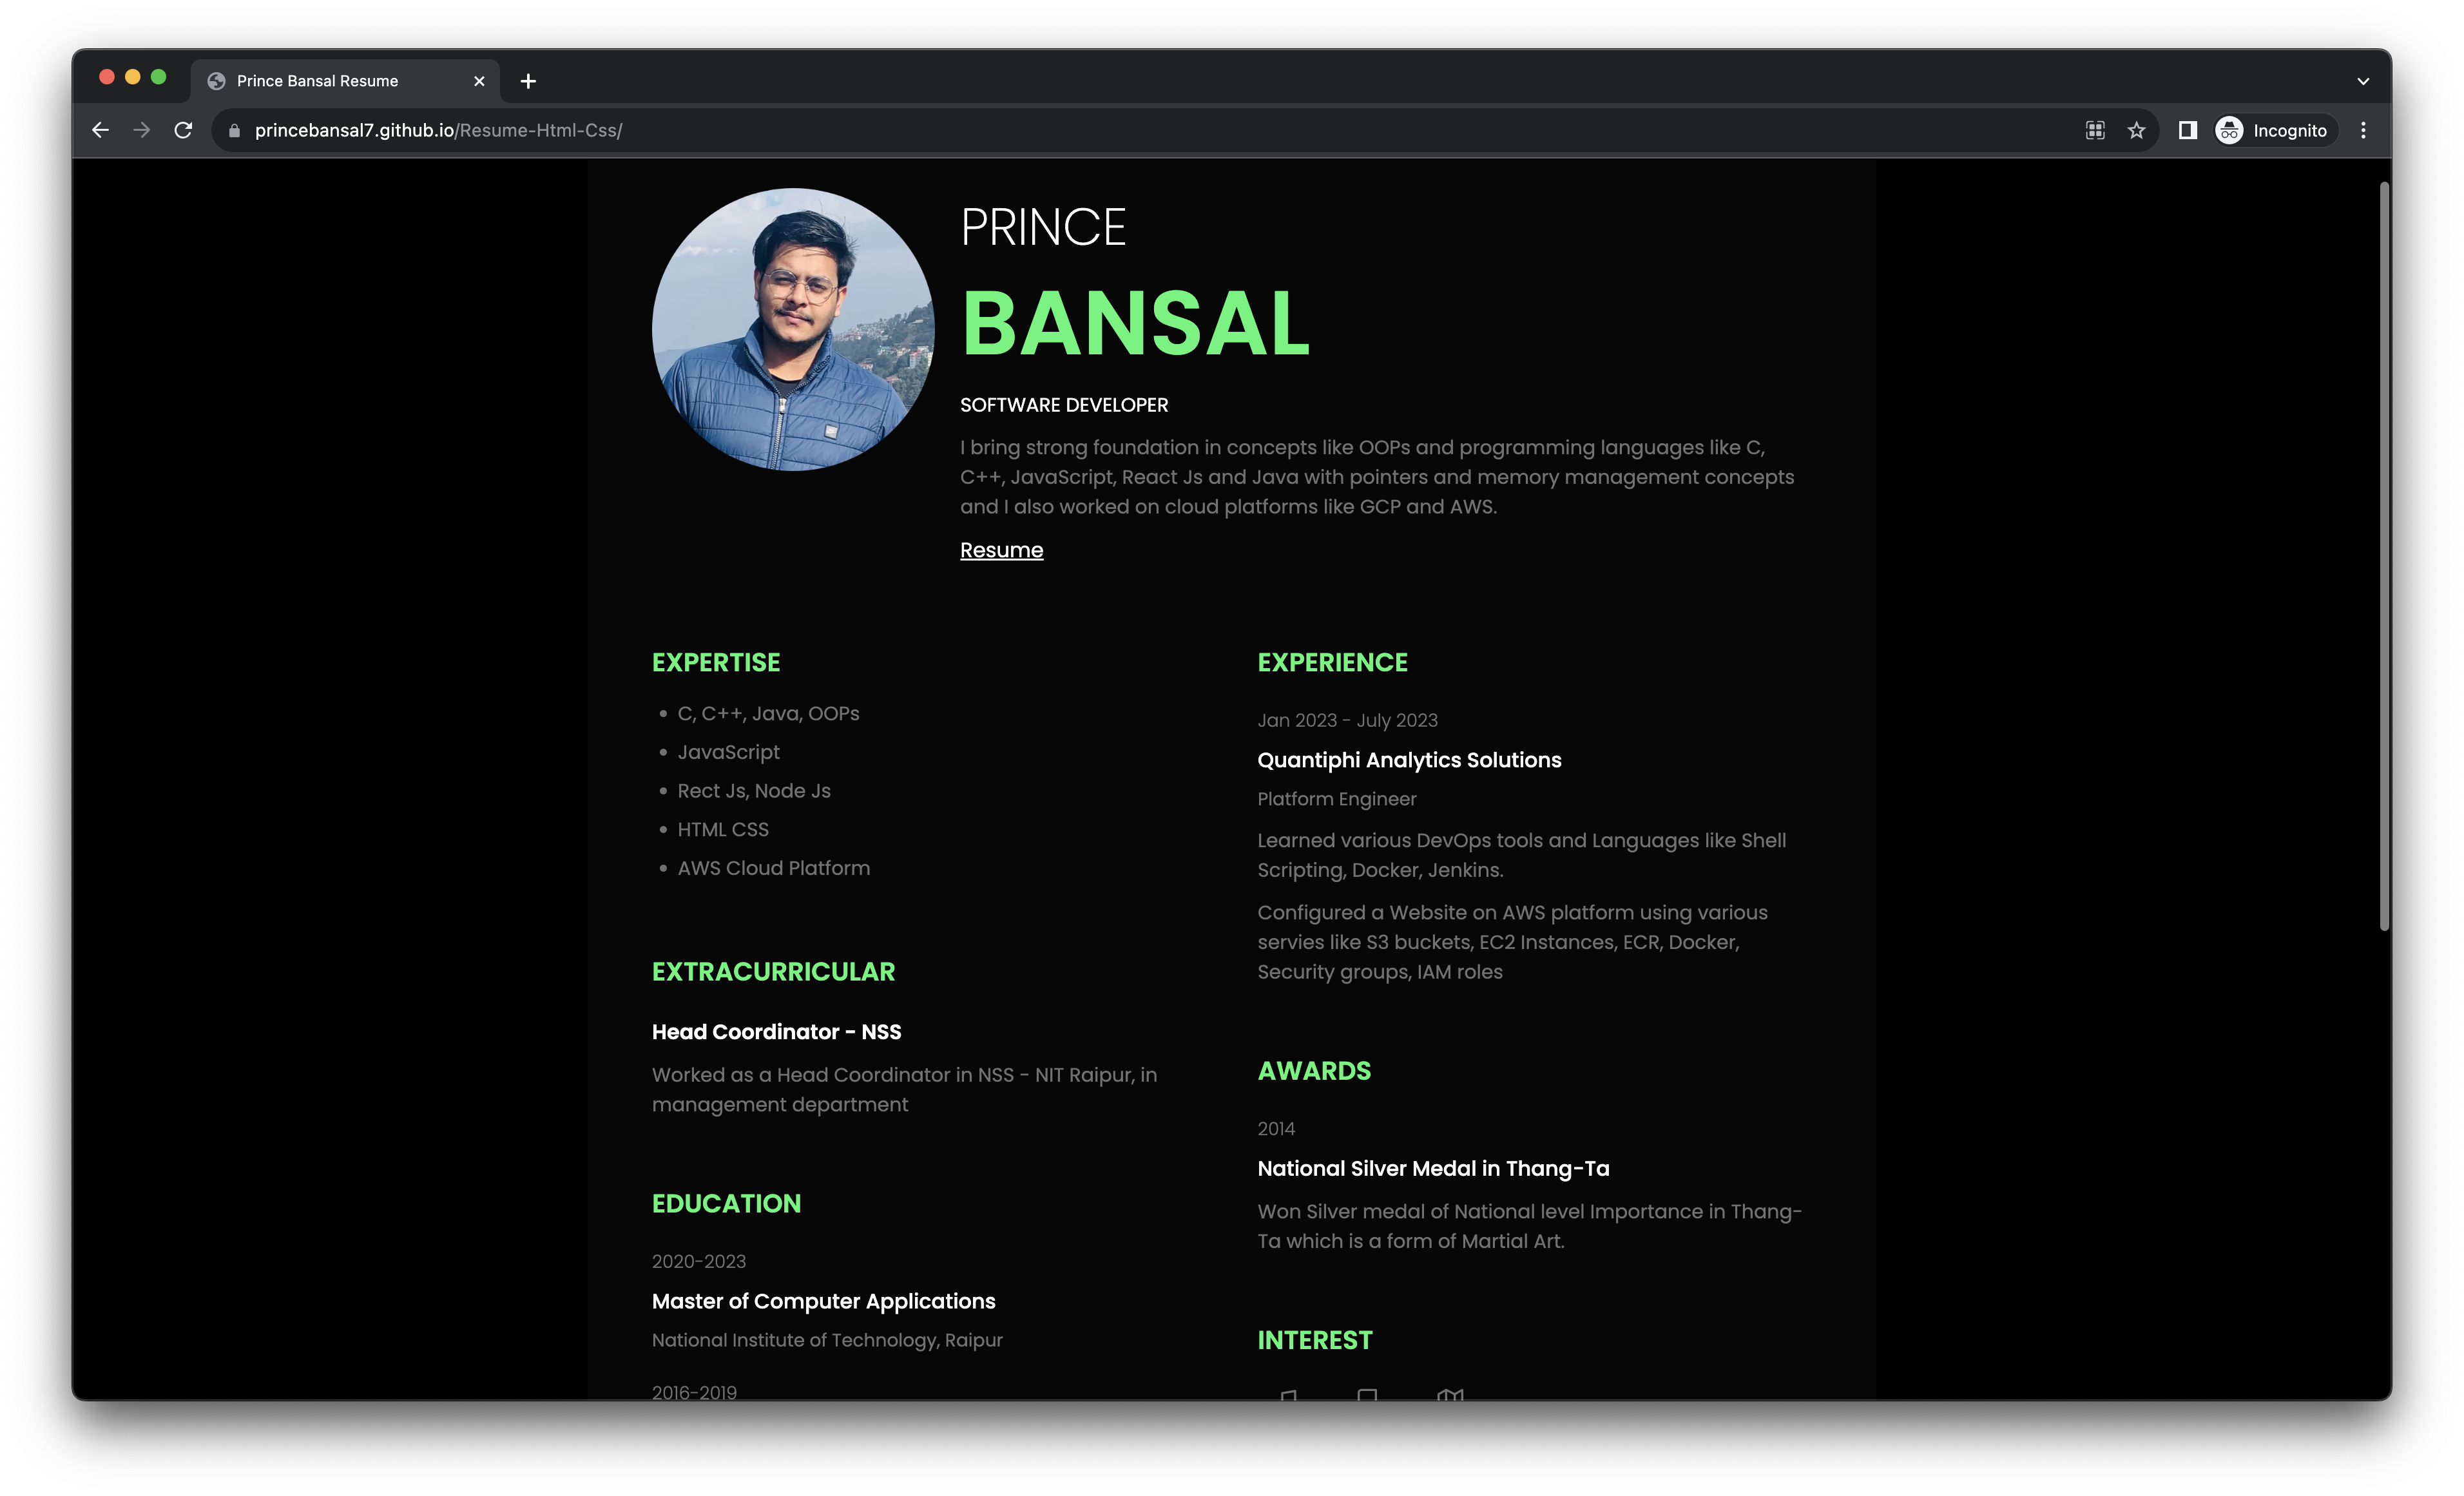 Prince Bansal Resume
princebansal7.github.io/Resume-Html-Css/
Incognito
PRINCE
BANSAL
SOFTWARE DEVELOPER
I bring strong foundation in concepts like OOPs and programming languages like C,
C++, JavaScript, React Js and Java with pointers and memory management concepts
and I also worked on cloud platforms like GCP and AWS.
Resume
EXPERTISE
C, C++, Java, OOPs
JavaScript
Rect Js, Node Js
HTML CSS
AWS Cloud Platform
EXTRACURRICULAR
Head Coordinator - NSS
Worked as a Head Coordinator in NSS - NIT Raipur, in
management department
EDUCATION
2020-2023
Master of Computer Applications
National Institute of Technology, Raipur
2016-2019
EXPERIENCE
Jan 2023 - July 2023
Quantiphi Analytics Solutions
Platform Engineer
Learned various DevOps tools and Languages like Shell
Scripting, Docker, Jenkins.
Configured a Website on AWS platform using various
servies like S3 buckets, EC2 Instances, ECR, Docker,
Security groups, IAM roles
AWARDS
2014
National Silver Medal in Thang-Ta
Won Silver medal of National level Importance in Thang-
Ta which is a form of Martial Art.
INTEREST